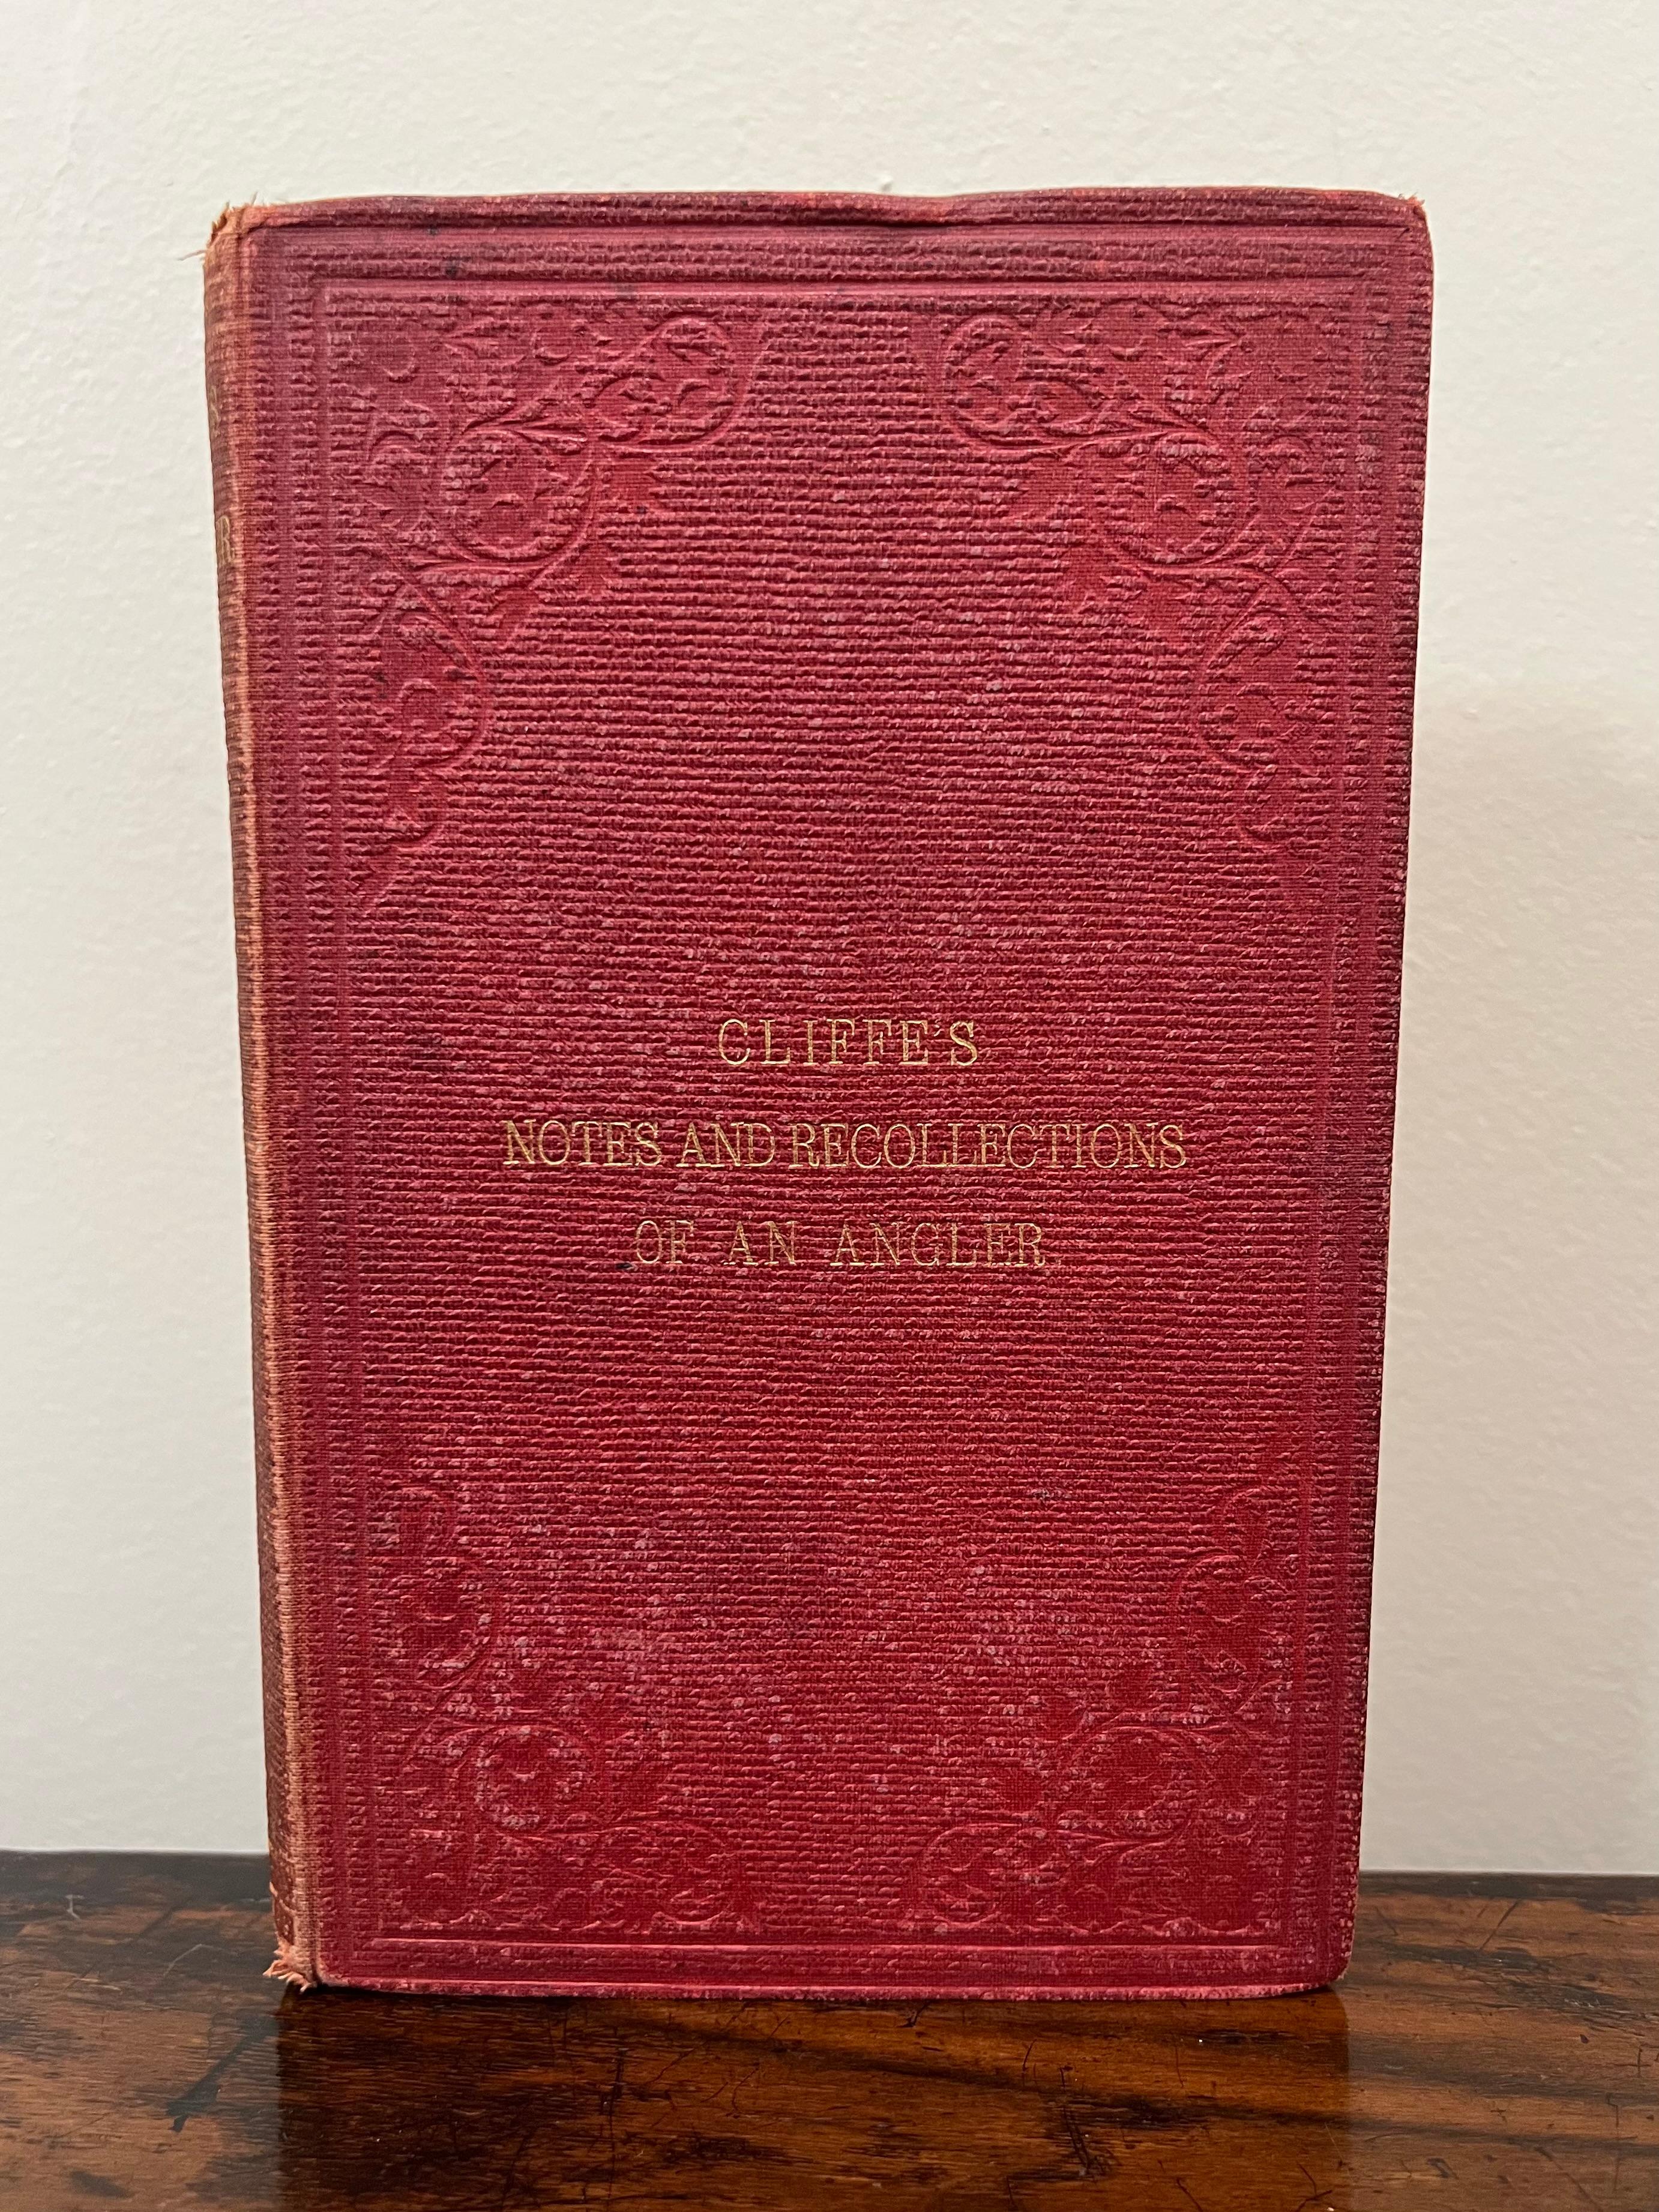 CLIFFE'S
NOTES AND RECOLLECTIONS
OF AN ANGLER
R